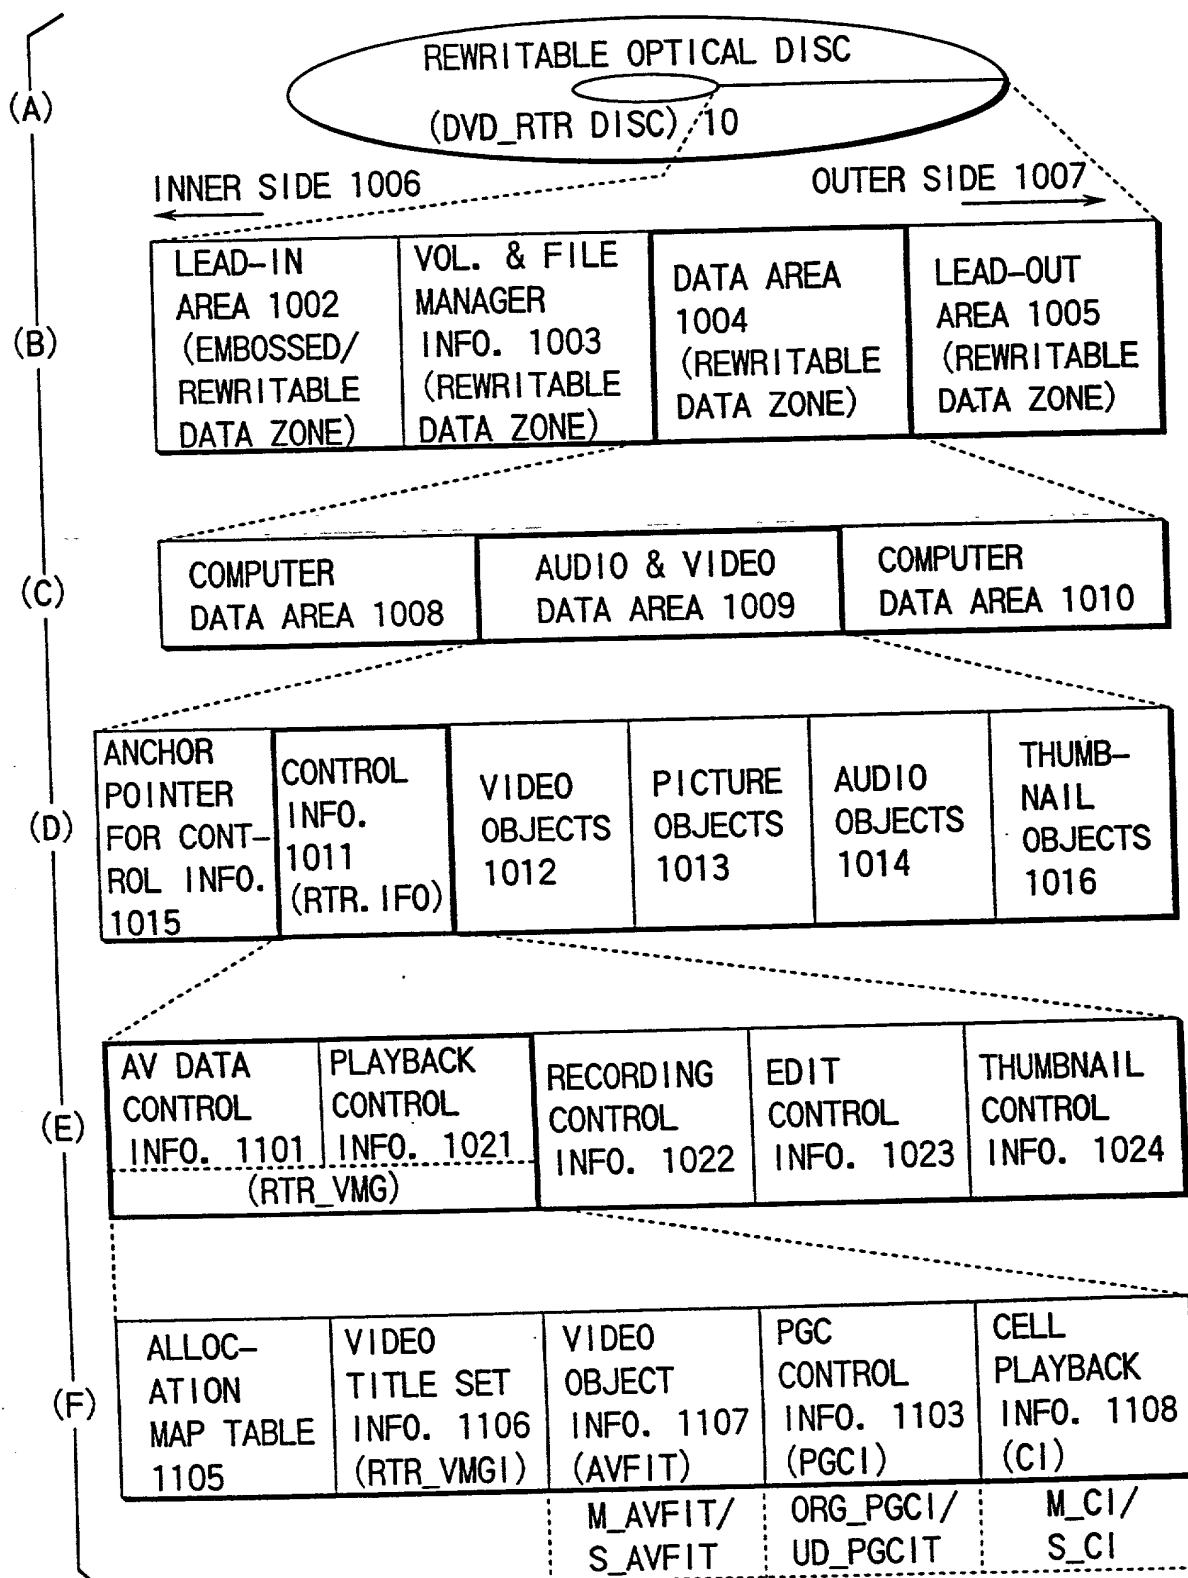 (A)
REWRITABLE OPTICAL DISC
(DVD_RTR DISC) 10
INNER SIDE 1006
OUTER SIDE 1007
(B)
LEAD-IN
AREA 1002
(EMBOSSED/
REWRITABLE
DATA ZONE)
VOL. & FILE
MANAGER
INFO. 1003
(REWRITABLE
DATA ZONE)
DATA AREA
1004
(REWRITABLE
DATA ZONE)
LEAD-OUT
AREA 1005
(REWRITABLE
DATA ZONE)
(C)
COMPUTER
DATA AREA 1008
AUDIO & VIDEO
DATA AREA 1009
COMPUTER
DATA AREA 1010
(D)
ANCHOR
POINTER
FOR CONT-
ROL INFO.
1015
CONTROL
INFO.
1011
(RTR.IFO)
VIDEO
OBJECTS
1012
PICTURE
OBJECTS
1013
AUDIO
OBJECTS
1014
THUMB-
NAIL
OBJECTS
1016
(E)
AV DATA
CONTROL
INFO. 1101
PLAYBACK
CONTROL
INFO. 1021
(RTR_VMG)
RECORDING
CONTROL
INFO. 1022
EDIT
CONTROL
INFO. 1023
THUMBNAIL
CONTROL
INFO. 1024
(F)
ALLOC-
ATION
MAP TABLE
1105
VIDEO
TITLE SET
INFO. 1106
(RTR_VMGI)
VIDEO
OBJECT
INFO. 1107
(AVFIT)
PGC
CONTROL
INFO. 1103
(PGCI)
CELL
PLAYBACK
INFO. 1108
(CI)
M_AVFIT/
S_AVFIT
ORG_PGCI/
UD_PGCIT
M_CI/
S_CI